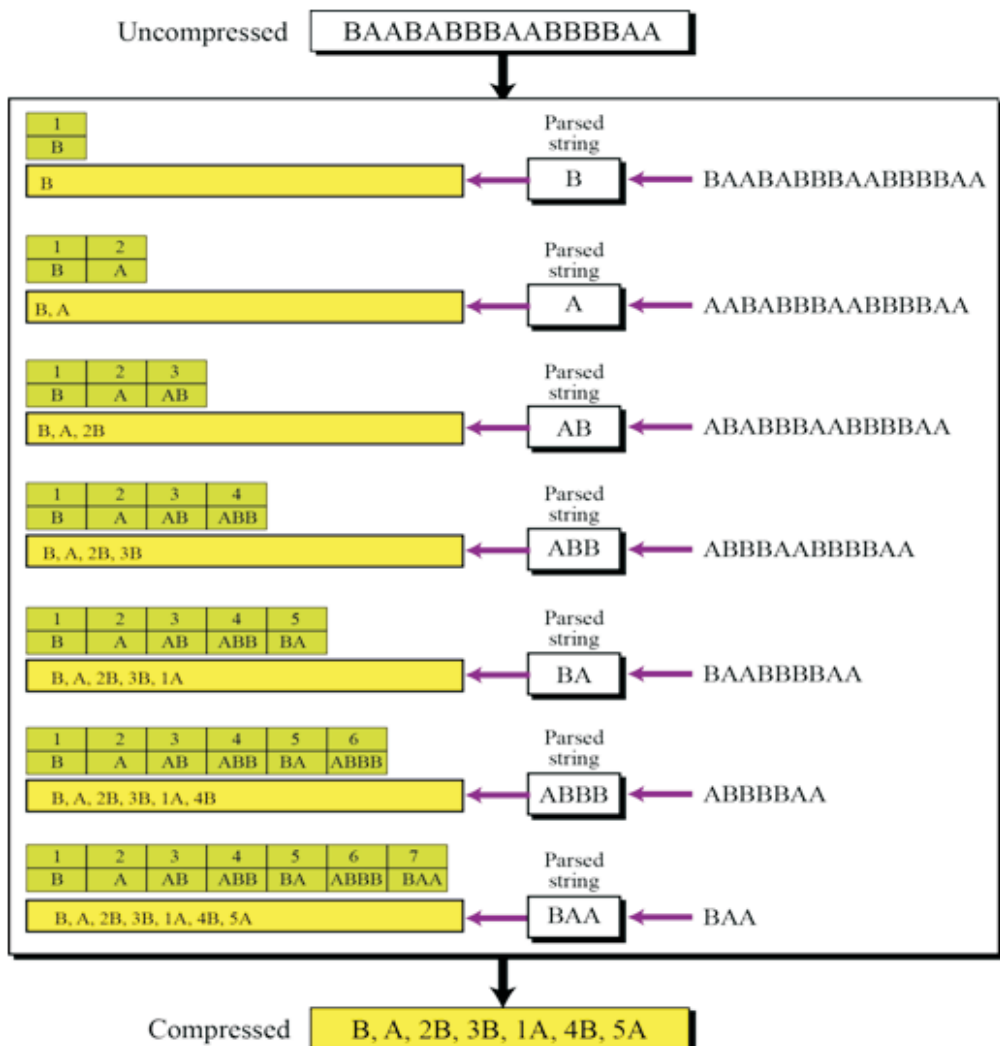 Uncompressed BAABABBBAABBBBAA
1
B
Parsed
string
B
B
BAABABBBAABBBBAA
1 2
B A
Parsed
string
B, A
A
AABABBBAABBBBAA
1 2 3
B A AB
Parsed
string
B, A, 2B
AB
ABABBBAABBBBAA
1 2 3 4
B A AB ABB
Parsed
string
B, A, 2B, 3B
ABB
ABBBAABBBBAA
1 2 3 4 5
B A AB ABB BA
Parsed
string
B, A, 2B, 3B, 1A
BA
BAABBBBAA
1 2 3 4 5 6
B A AB ABB BA ABBB
Parsed
string
B, A, 2B, 3B, 1A, 4B
ABBB
ABBBBAA
1 2 3 4 5 6 7
B A AB ABB BA ABBB BAA
Parsed
string
B, A, 2B, 3B, 1A, 4B, 5A
BAA
BAA
Compressed B, A, 2B, 3B, 1A, 4B, 5A